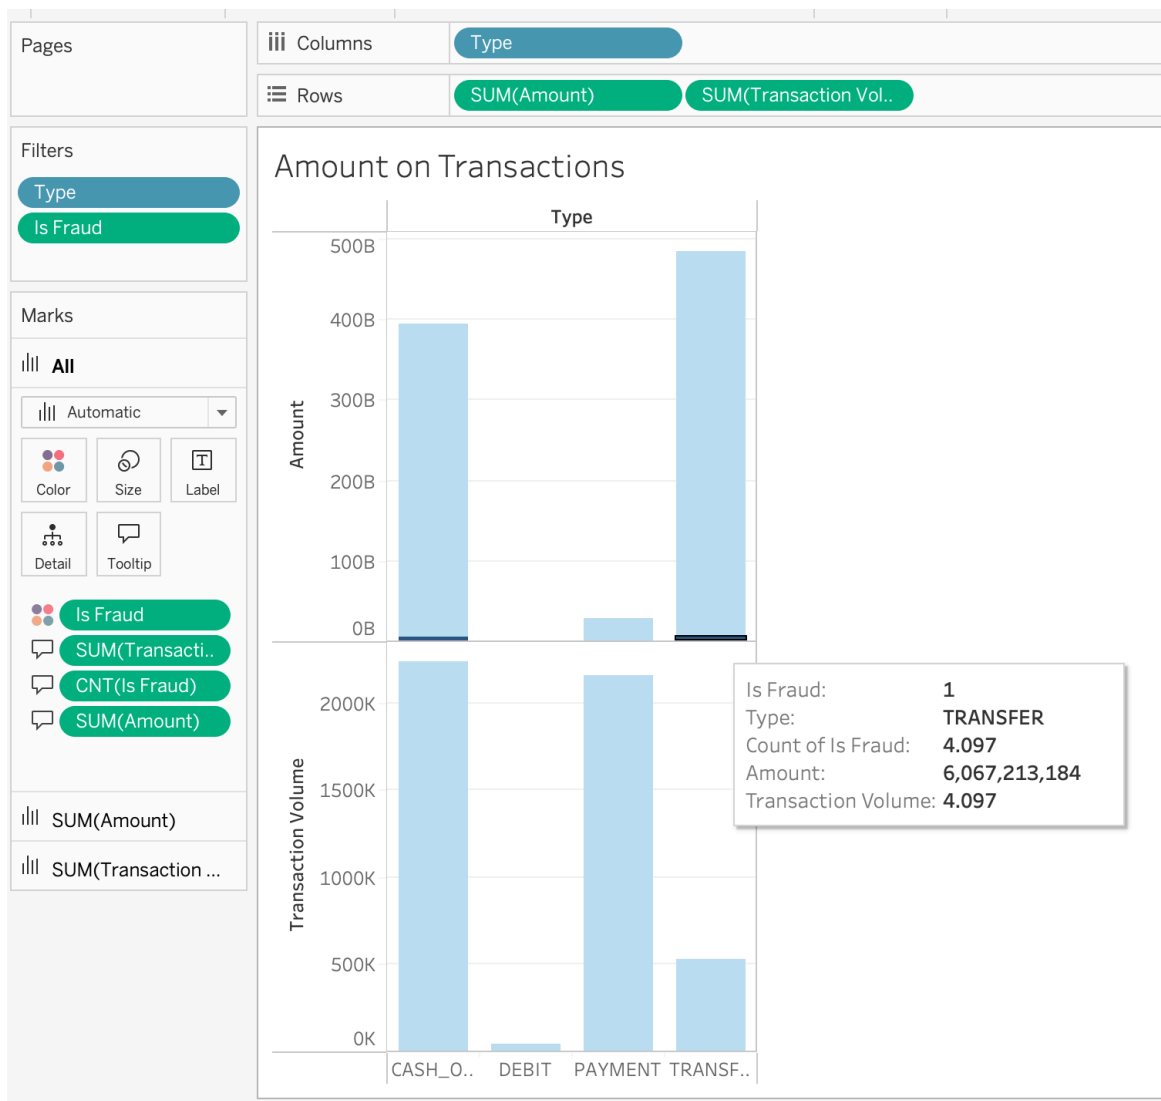 Pages
Columns
Type
Rows
SUM(Amount)
SUM(Transaction Vol..
Filters
Type
Is Fraud
Marks
All
Automatic
Color
Size
Label
Detail
Tooltip
Is Fraud
SUM(Transacti..
CNT(Is Fraud)
SUM(Amount)
SUM(Amount)
SUM(Transaction ...
Amount on Transactions
Type
500B
400B
300B
200B
100B
0B
Amount
2000K
1500K
1000K
500K
0K
Transaction Volume
CASH_O..
DEBIT
PAYMENT
TRANSF..
Is Fraud: 1
Type: TRANSFER
Count of Is Fraud: 4.097
Amount: 6,067,213,184
Transaction Volume: 4.097